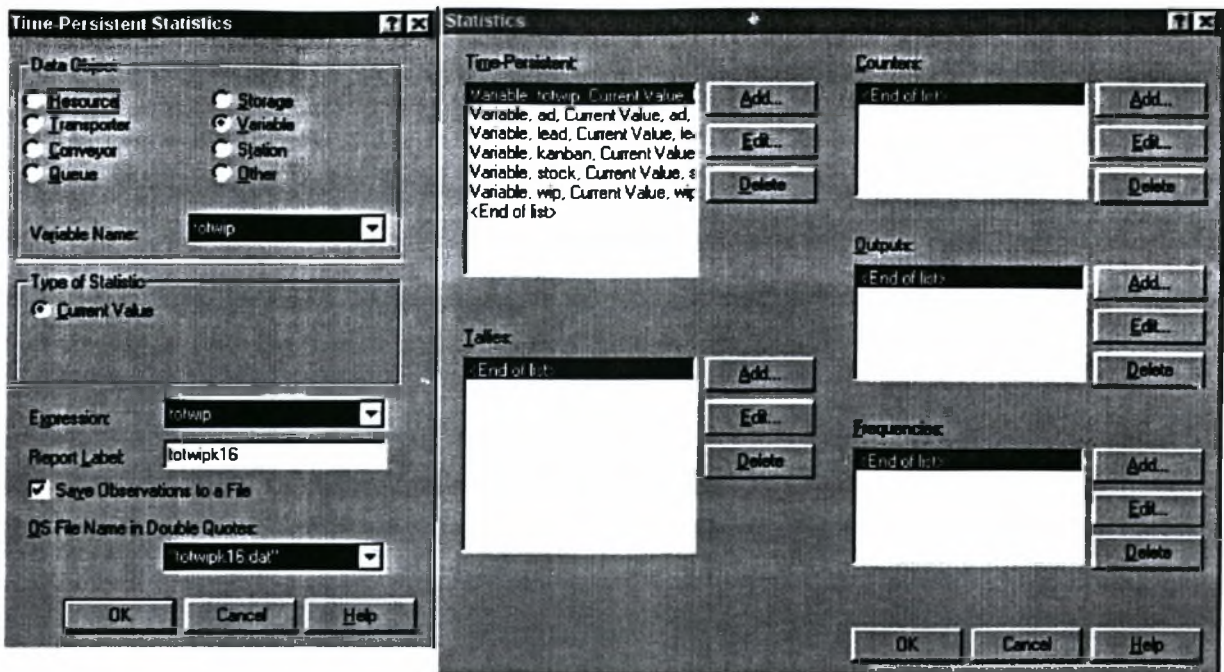 Time-Persistent Statistics
Data Object
Resource
Storage
Transporter
Variable
Conveyor
Station
Queue
Other
Variable Name:
totwip
Type of Statistic
Current Value
Expression:
totwip
Report Label:
totwipk16
Save Observations to a File
OS File Name in Double Quotes:
"totwipk16.dat"
OK
Cancel
Help
Statistics
Time-Persistent:
Variable, totwip, Current Value,
Variable, ad, Current Value, ad,
Variable, lead, Current Value, le
Variable, kanban, Current Value
Variable, stock, Current Value, s
Variable, wip, Current Value, wip
<End of list>
Add...
Edit...
Delete
Tallies:
<End of list>
Add...
Edit...
Delete
Counters:
<End of list>
Add...
Edit...
Delete
Outputs:
<End of list>
Add...
Edit...
Delete
Frequencies:
<End of list>
Add...
Edit...
Delete
OK
Cancel
Help